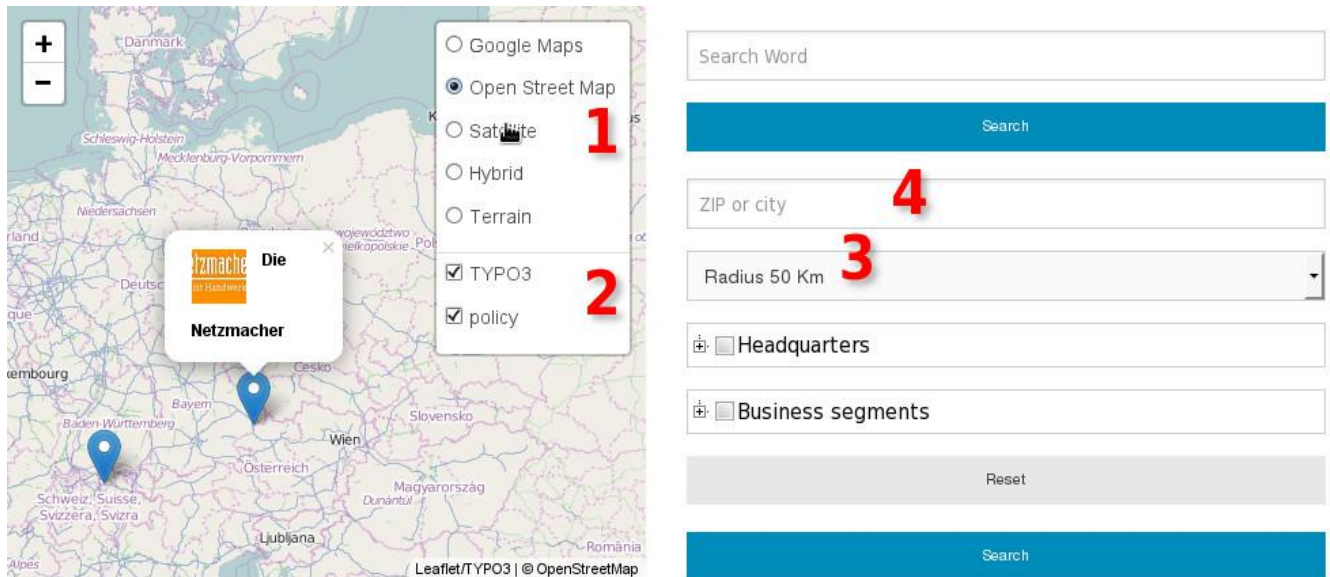 +
−
Danmark
Schleswig-Holstein
Mecklenburg-Vorpommern
Niedersachsen
Deutsc
Bayern
Baden-Württemberg
Schweiz, Suisse,
Svizzera, Svizra
Česko
Slovensko
Wien
Österreich
Magyarország
Dunántúl
Ljubljana
România
Alpes
Google Maps
Open Street Map
Satellite
Hybrid
Terrain
1
TYPO3
policy
2
×
Die
Netzmacher
Leaflet/TYPO3 | © OpenStreetMap
Search Word
Search
ZIP or city
4
Radius 50 Km
3
Headquarters
Business segments
Reset
Search